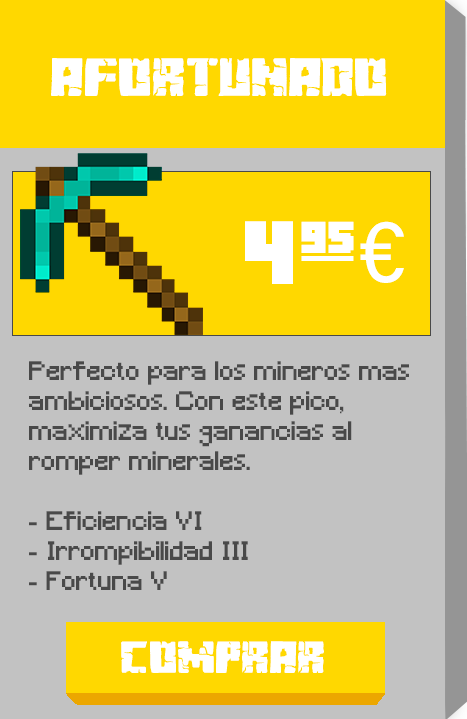 AFORTUNADO
4 95 €
Perfecto para los mineros mas
ambiciosos. Con este pico,
maximiza tus ganancias al
romper minerales.
- Eficiencia VI
- Irrompibilidad III
- Fortuna V
COMPRAR